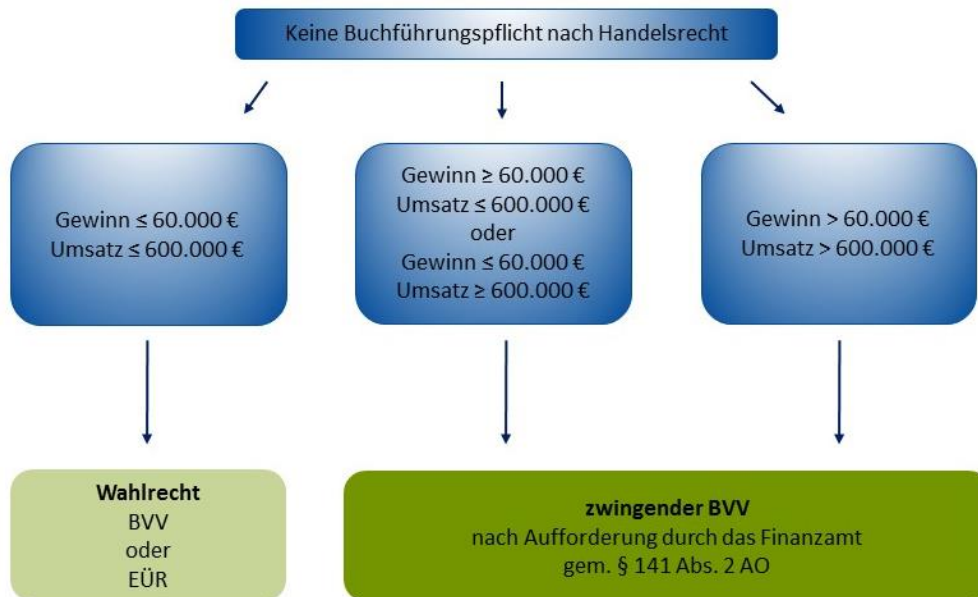 Keine Buchführungspflicht nach Handelsrecht
Gewinn ≤ 60.000 €
Umsatz ≤ 600.000 €
Gewinn ≥ 60.000 €
Umsatz ≤ 600.000 €
oder
Gewinn ≤ 60.000 €
Umsatz ≥ 600.000 €
Gewinn > 60.000 €
Umsatz > 600.000 €
Wahlrecht
BVV
oder
EÜR
zwingender BVV
nach Aufforderung durch das Finanzamt
gem. § 141 Abs. 2 AO